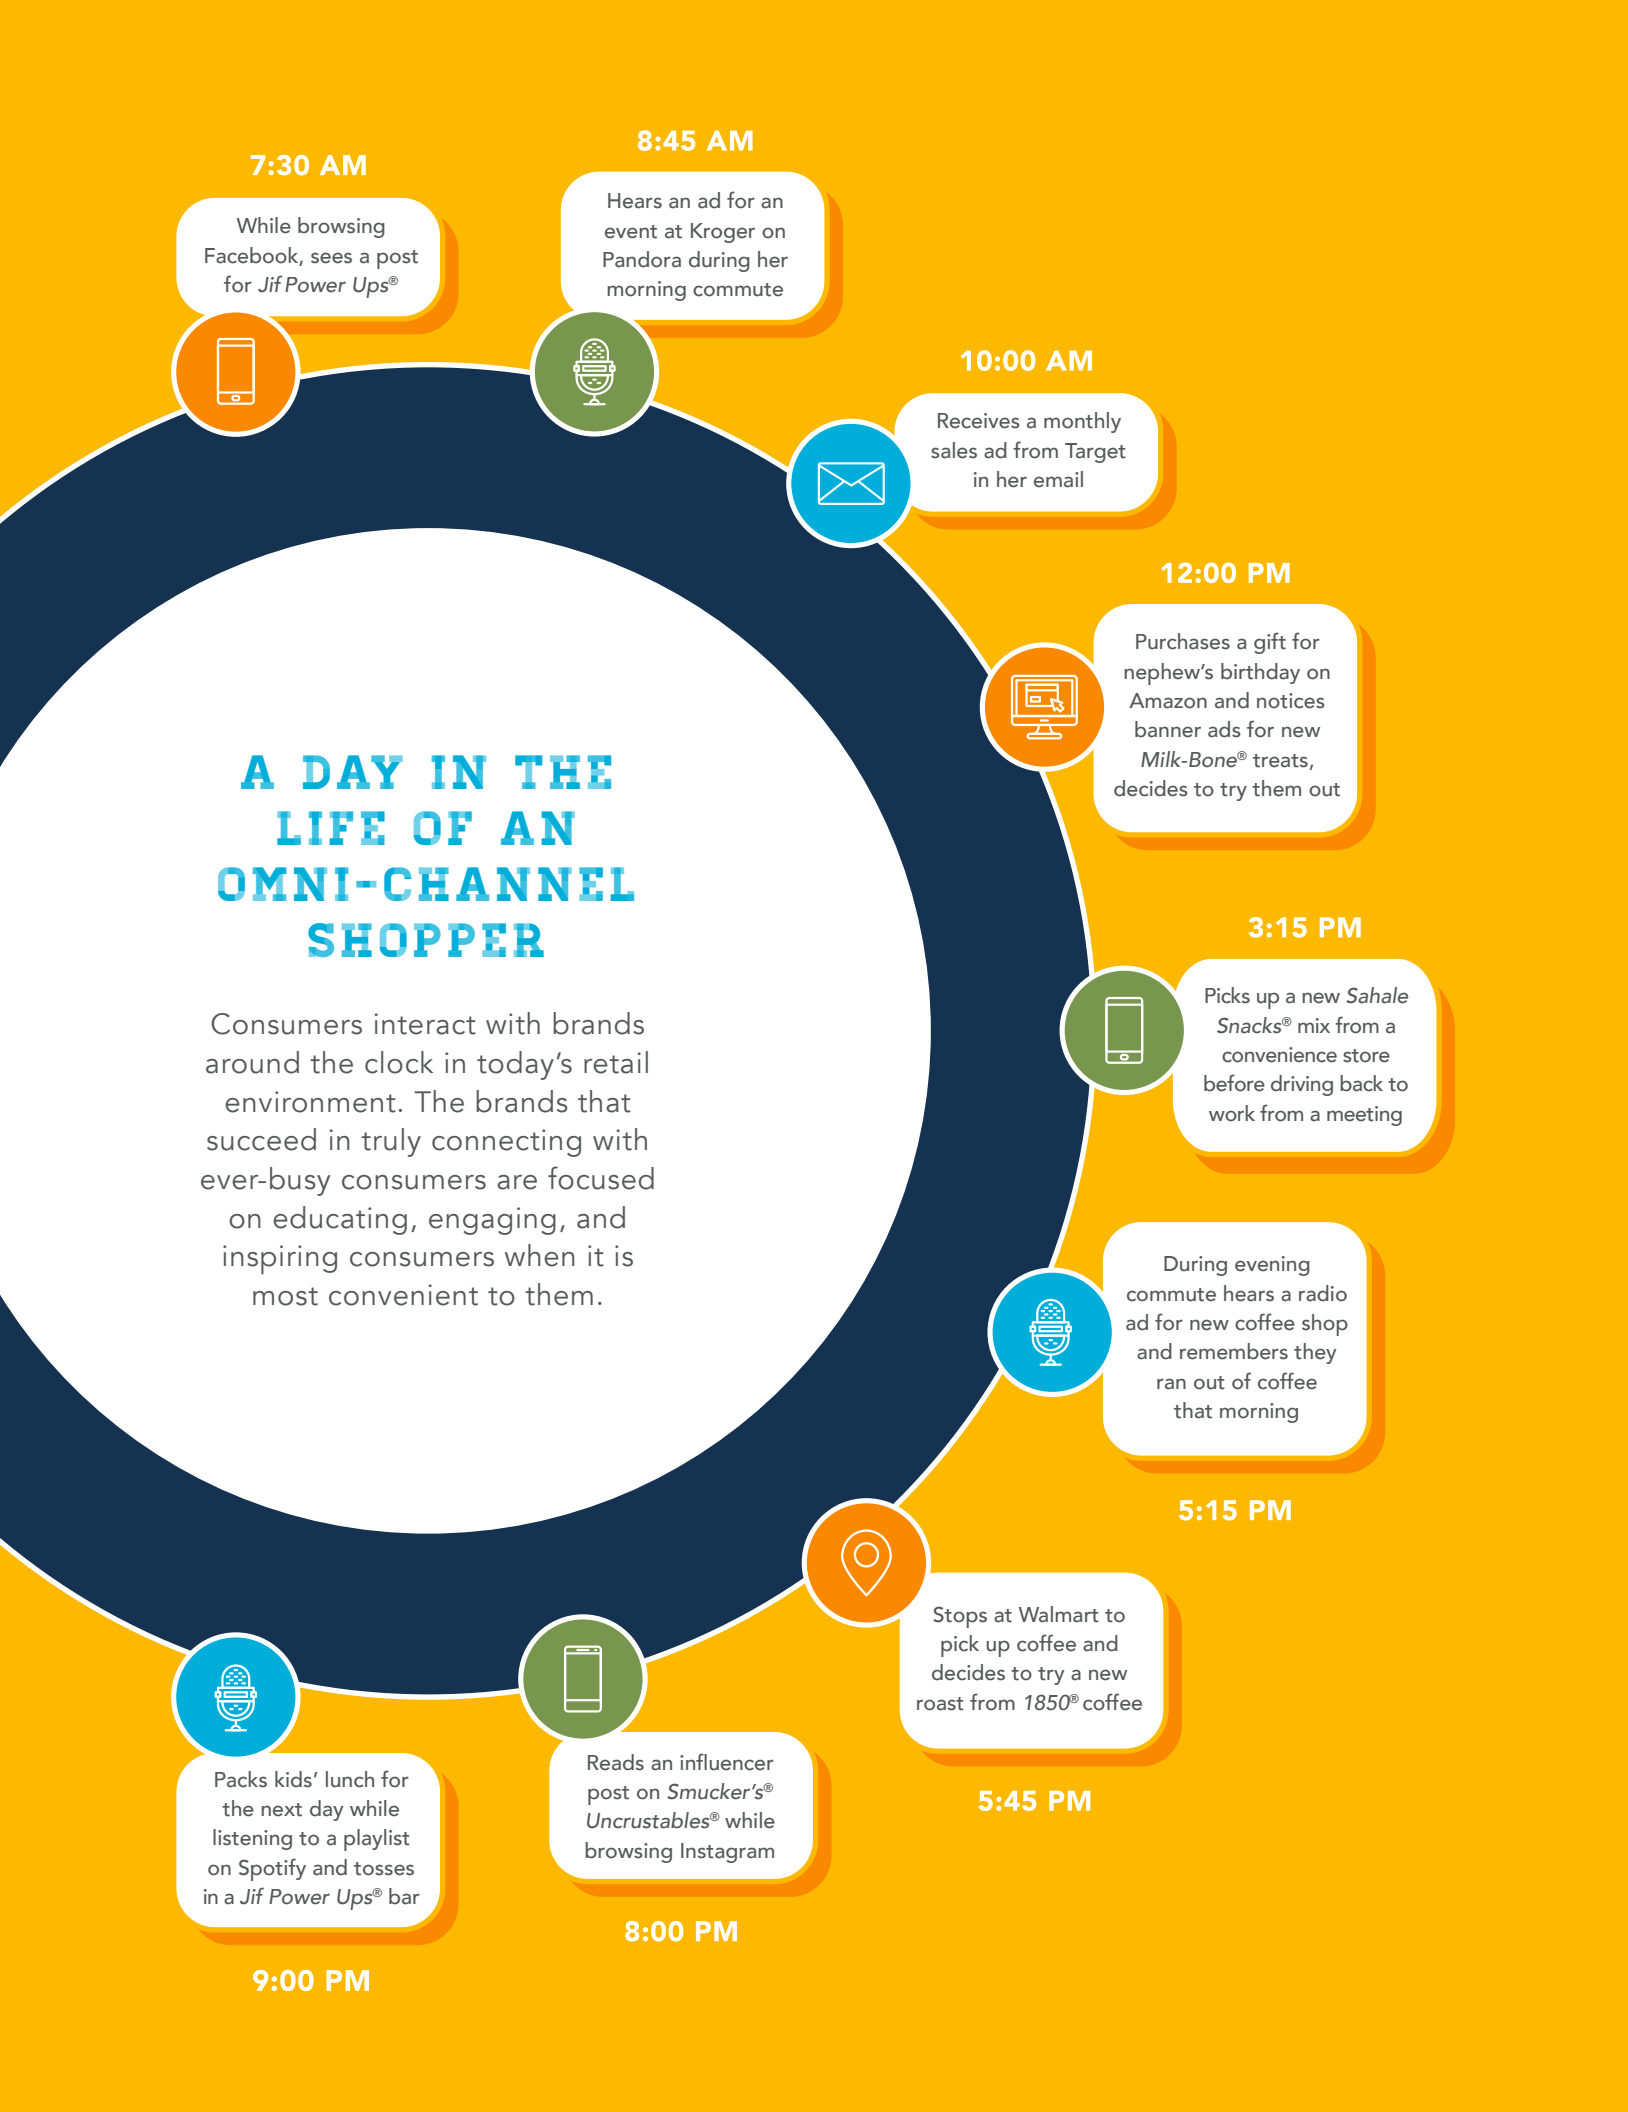 7:30 AM
While browsing
Facebook, sees a post
for Jif Power Ups®
8:45 AM
Hears an ad for an
event at Kroger on
Pandora during her
morning commute
10:00 AM
Receives a monthly
sales ad from Target
in her email
12:00 PM
Purchases a gift for
nephew’s birthday on
Amazon and notices
banner ads for new
Milk-Bone® treats,
decides to try them out
A DAY IN THE
LIFE OF AN
OMNI-CHANNEL
SHOPPER
Consumers interact with brands
around the clock in today’s retail
environment. The brands that
succeed in truly connecting with
ever-busy consumers are focused
on educating, engaging, and
inspiring consumers when it is
most convenient to them.
3:15 PM
Picks up a new Sahale
Snacks® mix from a
convenience store
before driving back to
work from a meeting
During evening
commute hears a radio
ad for new coffee shop
and remembers they
ran out of coffee
that morning
5:15 PM
Stops at Walmart to
pick up coffee and
decides to try a new
roast from 1850® coffee
5:45 PM
Reads an influencer
post on Smucker’s®
Uncrustables® while
browsing Instagram
8:00 PM
Packs kids’ lunch for
the next day while
listening to a playlist
on Spotify and tosses
in a Jif Power Ups® bar
9:00 PM